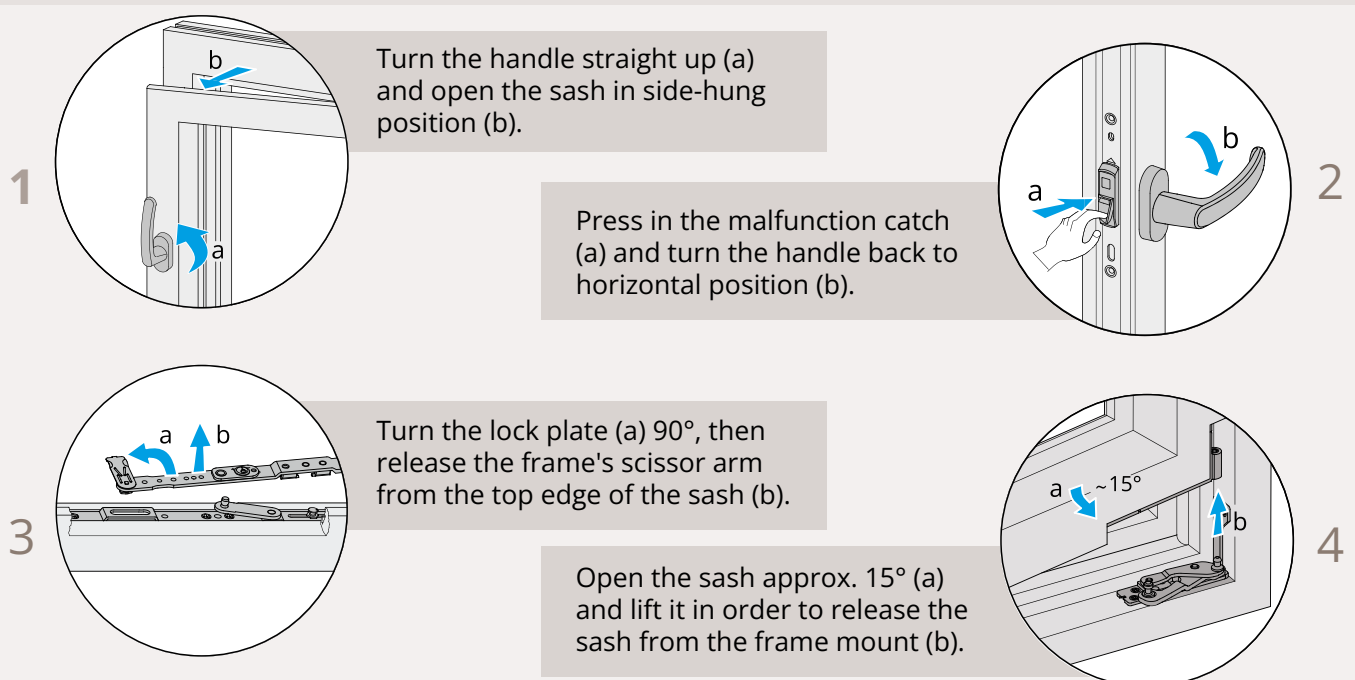 1
b
a
Turn the handle straight up (a)
and open the sash in side-hung
position (b).
2
a
b
Press in the malfunction catch
(a) and turn the handle back to
horizontal position (b).
3
a
b
Turn the lock plate (a) 90°, then
release the frame's scissor arm
from the top edge of the sash (b).
4
a
~15°
b
Open the sash approx. 15° (a)
and lift it in order to release the
sash from the frame mount (b).